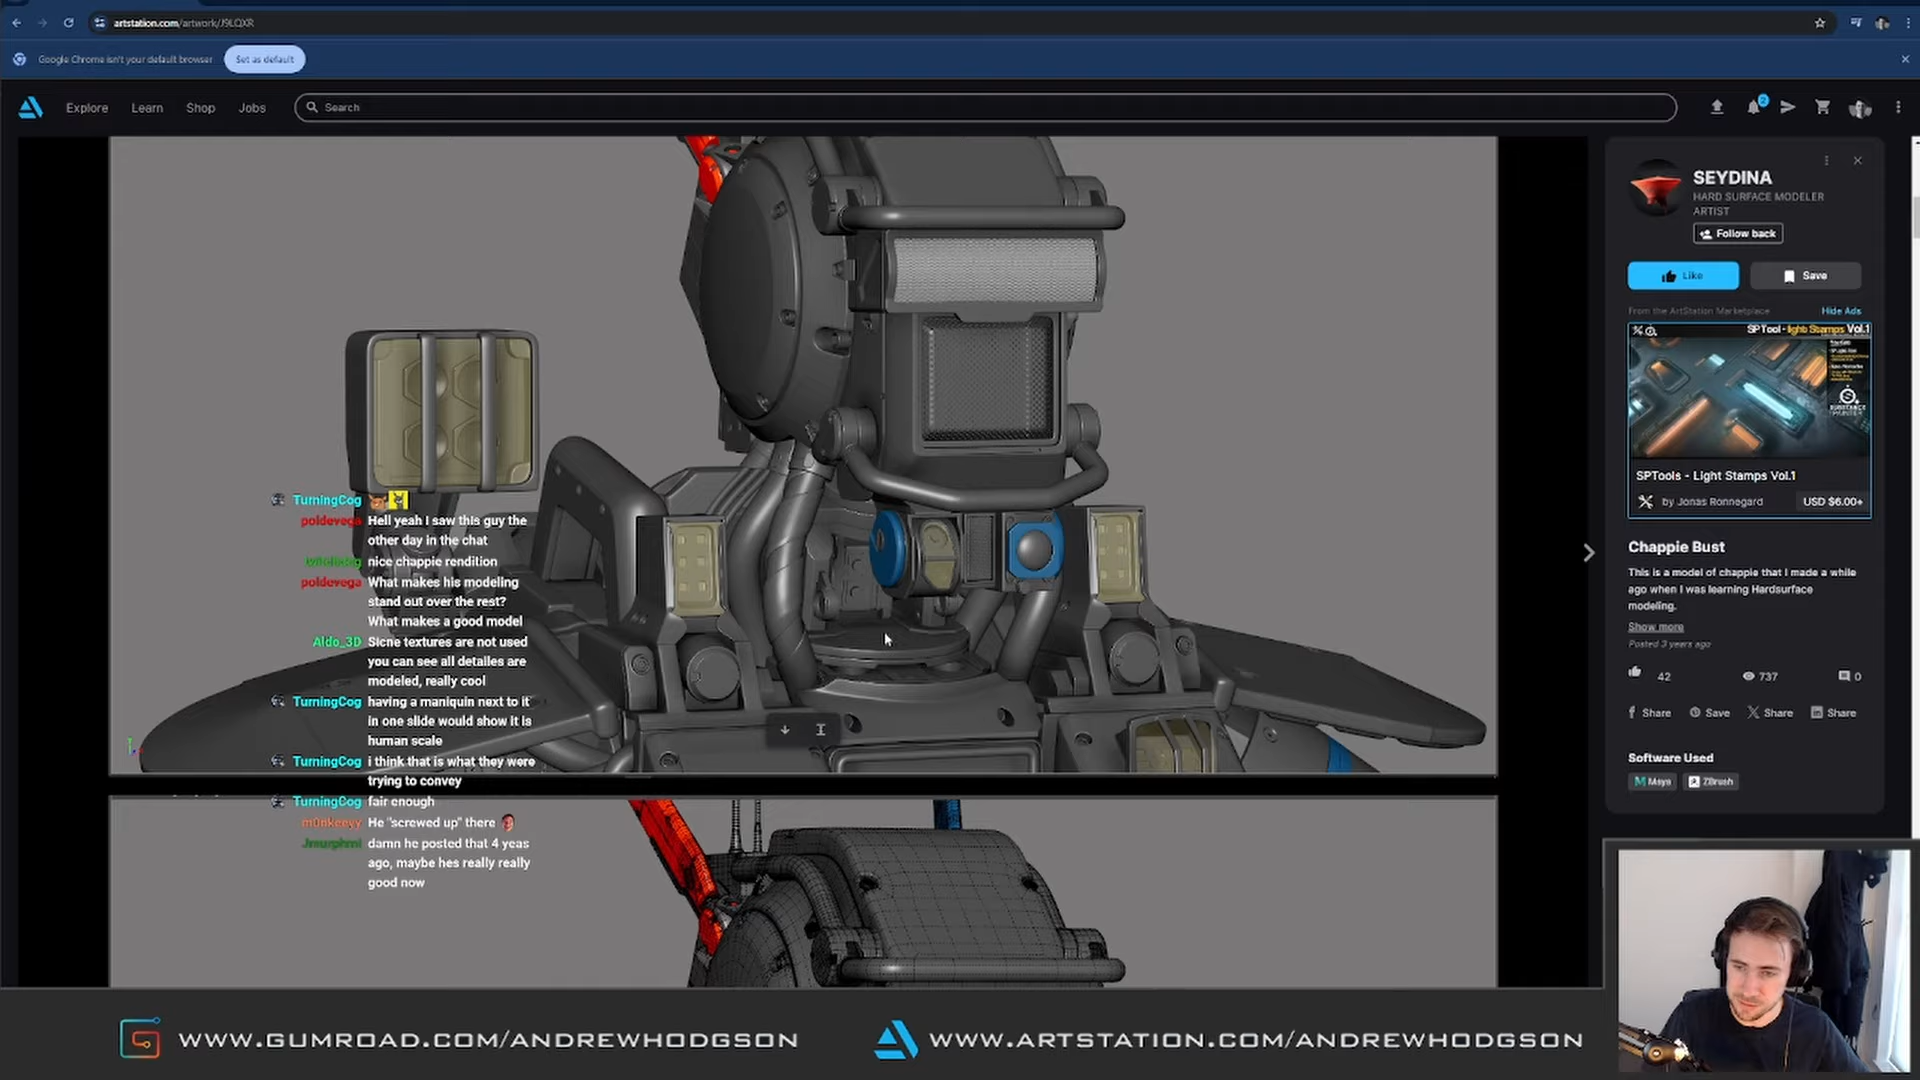 artstation.com/artwork/J9LQXR
Google Chrome isn't your default browser
Set as default
Explore
Learn
Shop
Jobs
Search
2
SEYDINA
HARD SURFACE MODELER
ARTIST
Follow back
Like
Save
From the ArtStation Marketplace
Hide Ads
SPTool - light Stamps Vol.1
SPTools - Light Stamps Vol.1
by Jonas Ronnegard
USD $6.00+
Chappie Bust
This is a model of chappie that I made a while
ago when I was learning Hardsurface
modeling.
Show more
Posted 3 years ago
42
737
0
Share
Save
Share
Share
Software Used
Maya
ZBrush
TurningCog
poldevega Hell yeah I saw this guy the
other day in the chat
nice chappie rendition
poldevega What makes his modeling
stand out over the rest?
What makes a good model
Aldo_3D Sicne textures are not used
you can see all detailes are
modeled, really cool
TurningCog having a maniquin next to it
in one slide would show it is
human scale
TurningCog i think that is what they were
trying to convey
TurningCog fair enough
m0nkeeyy He "screwed up" there
Jmurphmi damn he posted that 4 yeas
ago, maybe hes really really
good now
WWW.GUMROAD.COM/ANDREWHODGSON
WWW.ARTSTATION.COM/ANDREWHODGSON